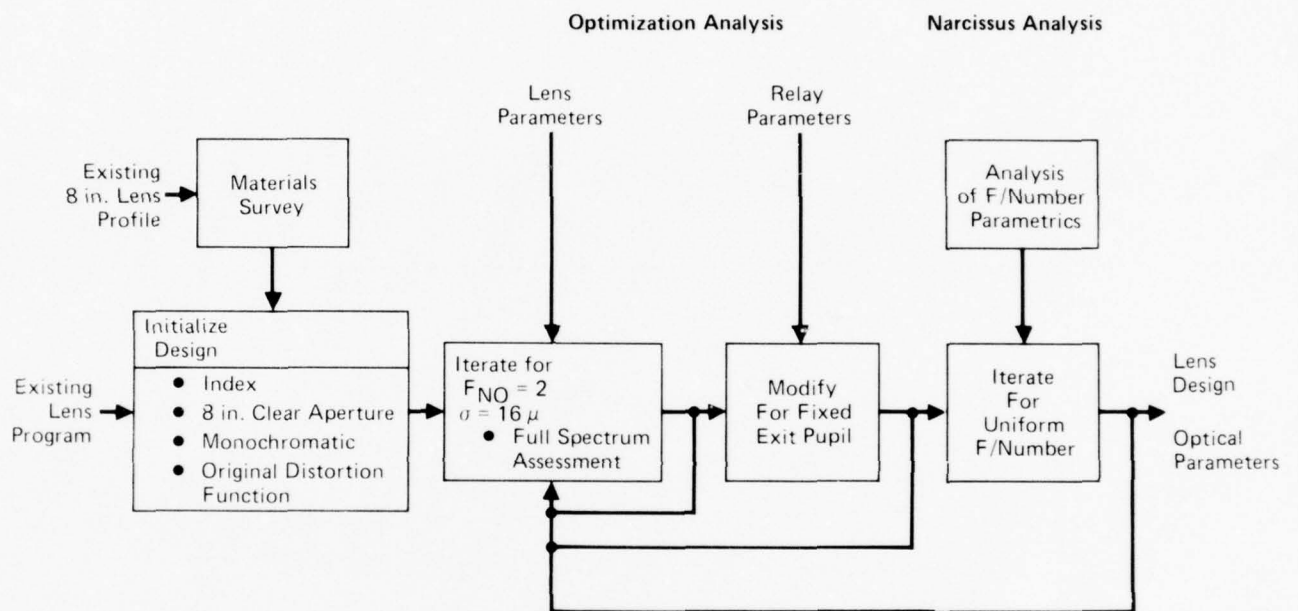 Optimization Analysis
Narcissus Analysis
Lens
Parameters
Relay
Parameters
Existing
8 in. Lens
Profile
Materials
Survey
Analysis
of F/Number
Parametrics
Existing
Lens
Program
Initialize
Design
● Index
● 8 in. Clear Aperture
● Monochromatic
● Original Distortion
Function
Iterate for
FNO = 2
σ = 16 μ
● Full Spectrum
Assessment
Modify
For Fixed
Exit Pupil
Iterate
For
Uniform
F/Number
Lens
Design
Optical
Parameters